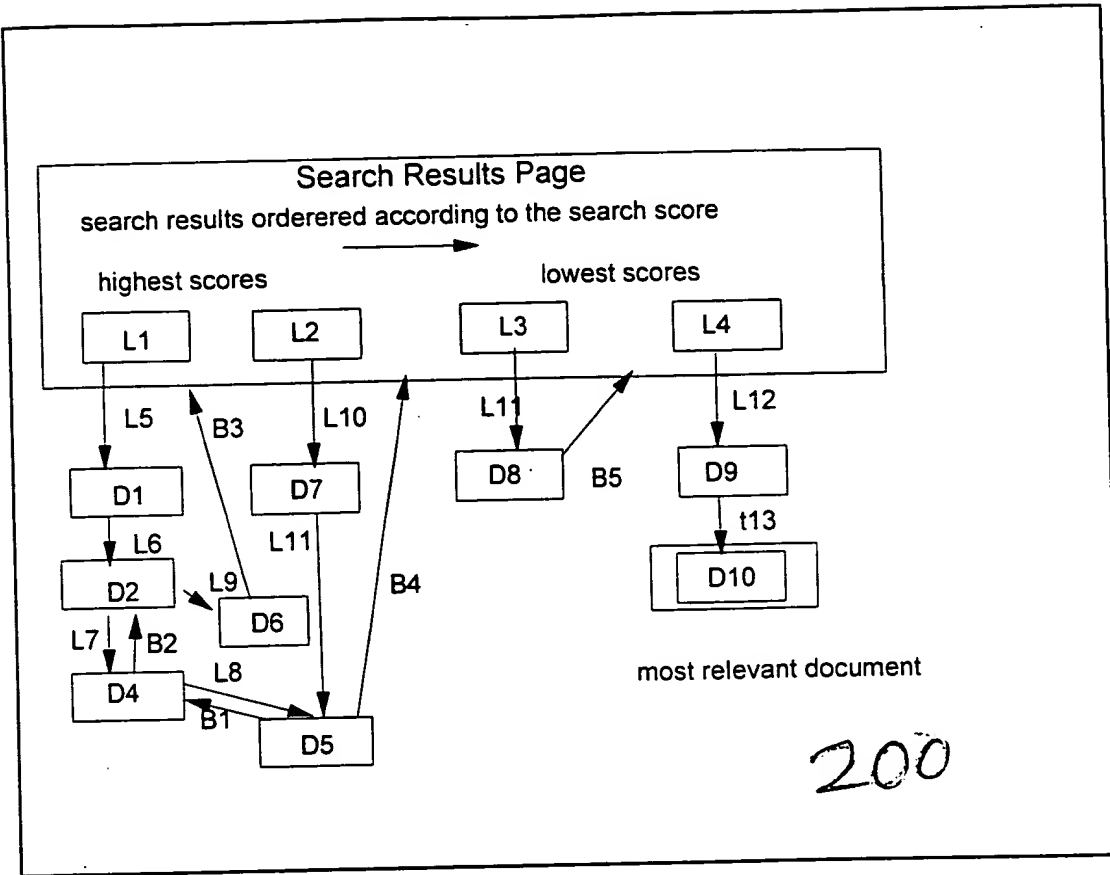 Search Results Page
search results orderered according to the search score
highest scores
lowest scores
L1
L2
L3
L4
L5
B3
L10
L11
L12
D1
D7
D8
B5
D9
L6
L11
t13
D2
L9
D6
B4
D10
L7
B2
L8
D4
B1
D5
most relevant document
200